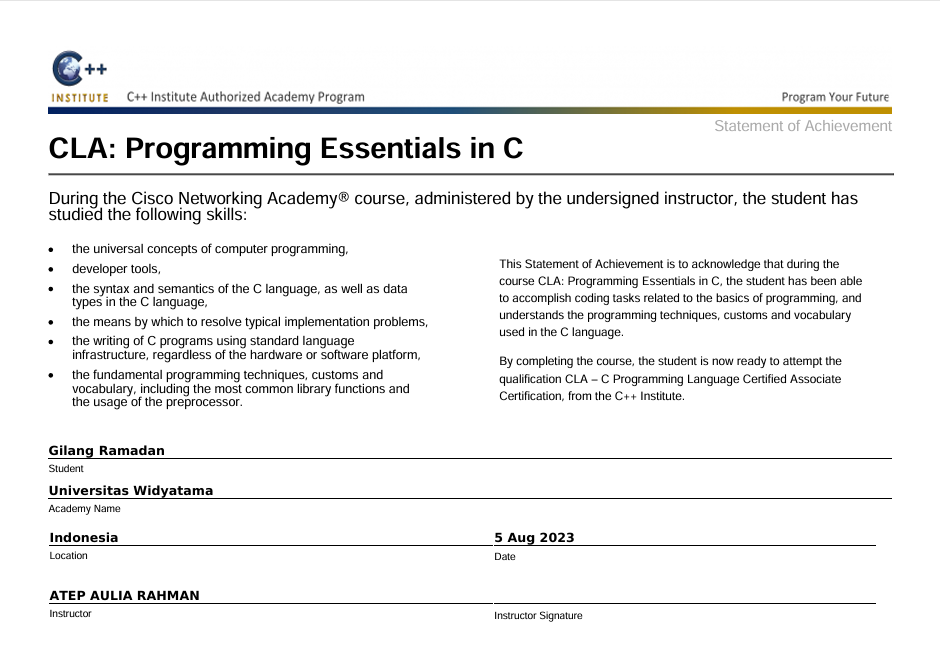 C++
INSTITUTE
C++ Institute Authorized Academy Program
Program Your Future
Statement of Achievement
CLA: Programming Essentials in C
During the Cisco Networking Academy® course, administered by the undersigned instructor, the student has
studied the following skills:
• the universal concepts of computer programming,
• developer tools,
• the syntax and semantics of the C language, as well as data
types in the C language,
• the means by which to resolve typical implementation problems,
• the writing of C programs using standard language
infrastructure, regardless of the hardware or software platform,
• the fundamental programming techniques, customs and
vocabulary, including the most common library functions and
the usage of the preprocessor.
This Statement of Achievement is to acknowledge that during the
course CLA: Programming Essentials in C, the student has been able
to accomplish coding tasks related to the basics of programming, and
understands the programming techniques, customs and vocabulary
used in the C language.
By completing the course, the student is now ready to attempt the
qualification CLA – C Programming Language Certified Associate
Certification, from the C++ Institute.
Gilang Ramadan
Student
Universitas Widyatama
Academy Name
Indonesia
Location
5 Aug 2023
Date
ATEP AULIA RAHMAN
Instructor
Instructor Signature